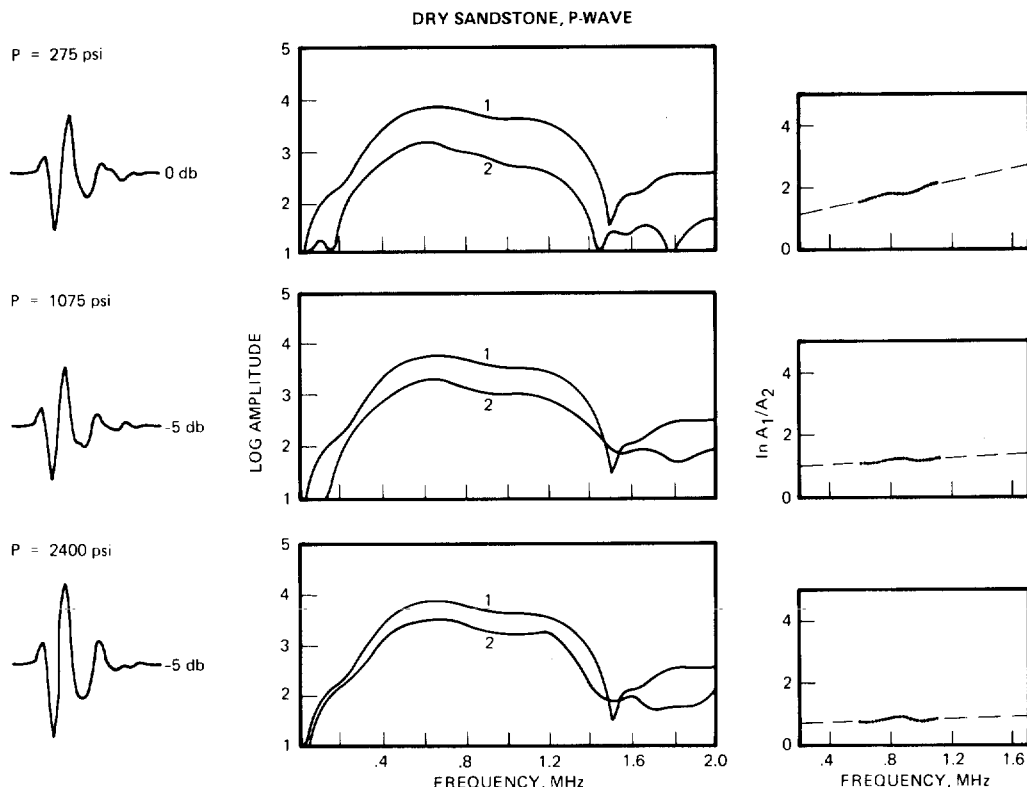 DRY SANDSTONE, P-WAVE
P = 275 psi
0 db
5
4
3
2
1
1
2
4
2
0
P = 1075 psi
-5 db
LOG AMPLITUDE
5
4
3
2
1
1
2
ln A1/A2
4
2
0
P = 2400 psi
-5 db
5
4
3
2
1
1
2
.4 .8 1.2 1.6 2.0
FREQUENCY, MHz
4
2
0
.4 .8 1.2 1.6
FREQUENCY, MHz